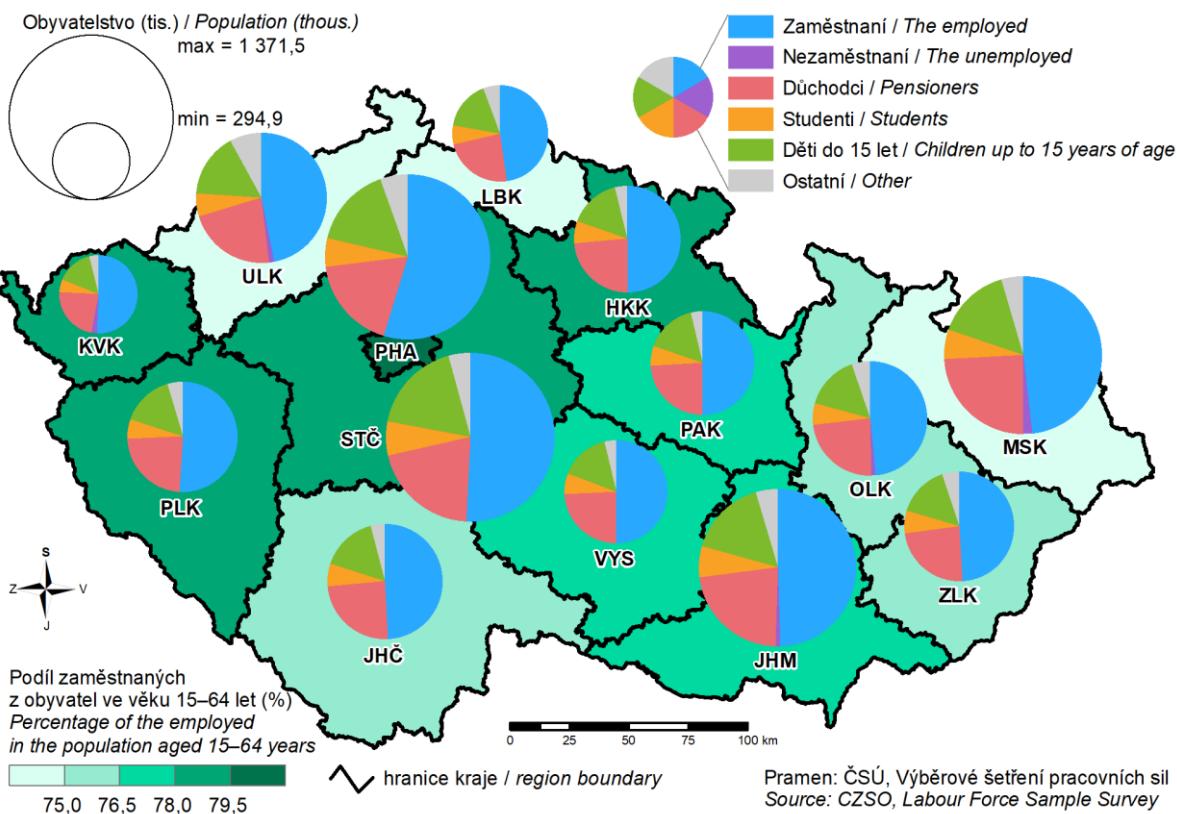 Obyvatelstvo (tis.) / Population (thous.)
max = 1 371,5
min = 294,9
Zaměstnaní / The employed
Nezaměstnaní / The unemployed
Důchodci / Pensioners
Studenti / Students
Děti do 15 let / Children up to 15 years of age
Ostatní / Other
LBK
ULK
HKK
KVK
PHA
PAK
STČ
MSK
OLK
PLK
VYS
ZLK
JHČ
JHM
S
Z
V
J
Podíl zaměstnaných
z obyvatel ve věku 15–64 let (%)
Percentage of the employed
in the population aged 15–64 years
75,0 76,5 78,0 79,5
hranice kraje / region boundary
0 25 50 75 100 km
Pramen: ČSÚ, Výběrové šetření pracovních sil
Source: CZSO, Labour Force Sample Survey